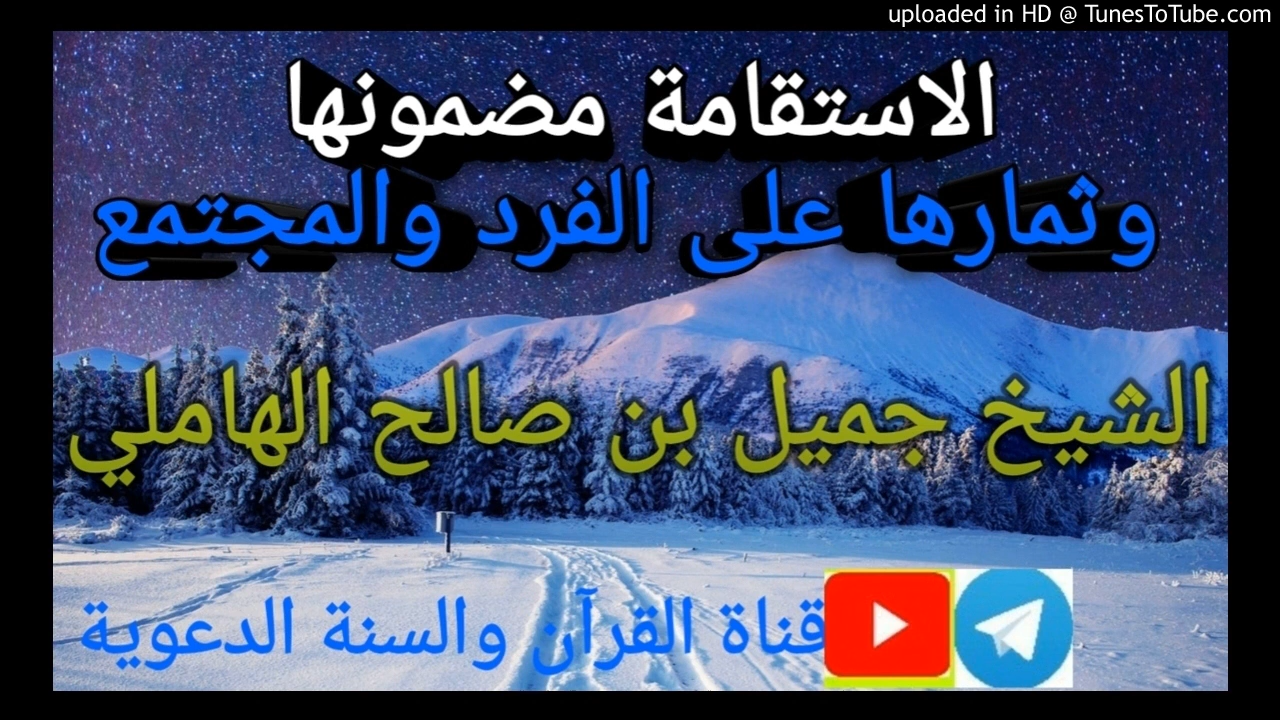 uploaded in HD @ TunesToTube.com
الاستقامة مضمونها
وثمارها على الفرد والمجتمع
الشيخ جميل بن صالح الهاملي
قناة القرآن والسنة الدعوية